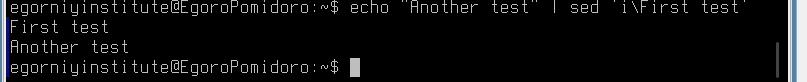 egorniyinstitute@EgoroPomidoro:~$ echo "Another test" | sed 'i\First test'
First test
Another test
egorniyinstitute@EgoroPomidoro:~$